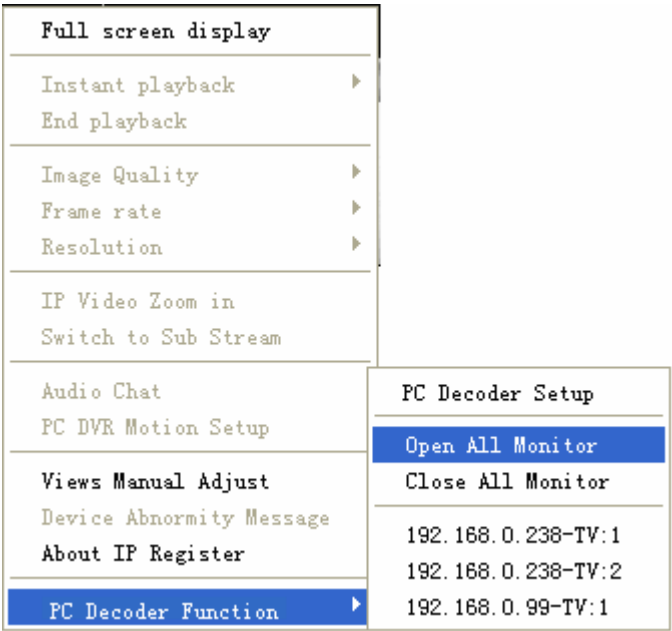 Full screen display
Instant playback
End playback
Image Quality
Frame rate
Resolution
IP Video Zoom in
Switch to Sub Stream
Audio Chat
PC DVR Motion Setup
Views Manual Adjust
Device Abnormity Message
About IP Register
PC Decoder Function
PC Decoder Setup
Open All Monitor
Close All Monitor
192.168.0.238-TV:1
192.168.0.238-TV:2
192.168.0.99-TV:1